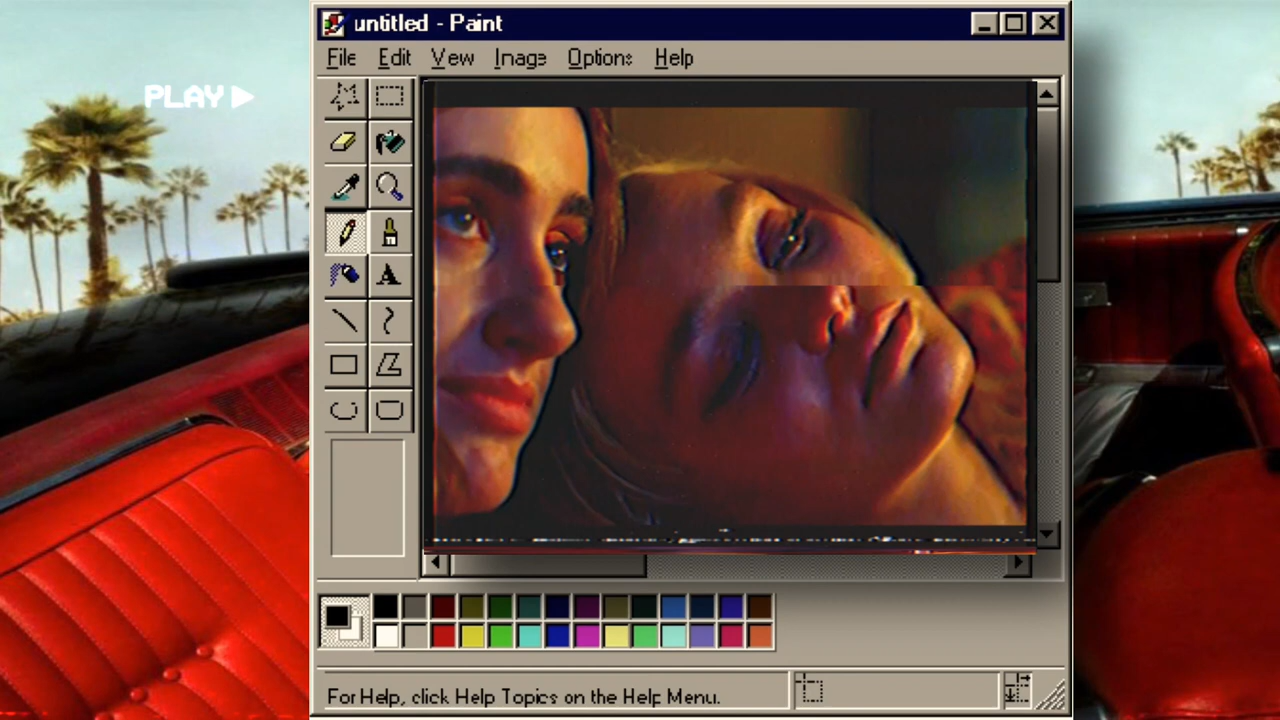 untitled - Paint
File Edit View Image Options Help
PLAY
A
For Help, click Help Topics on the Help Menu.